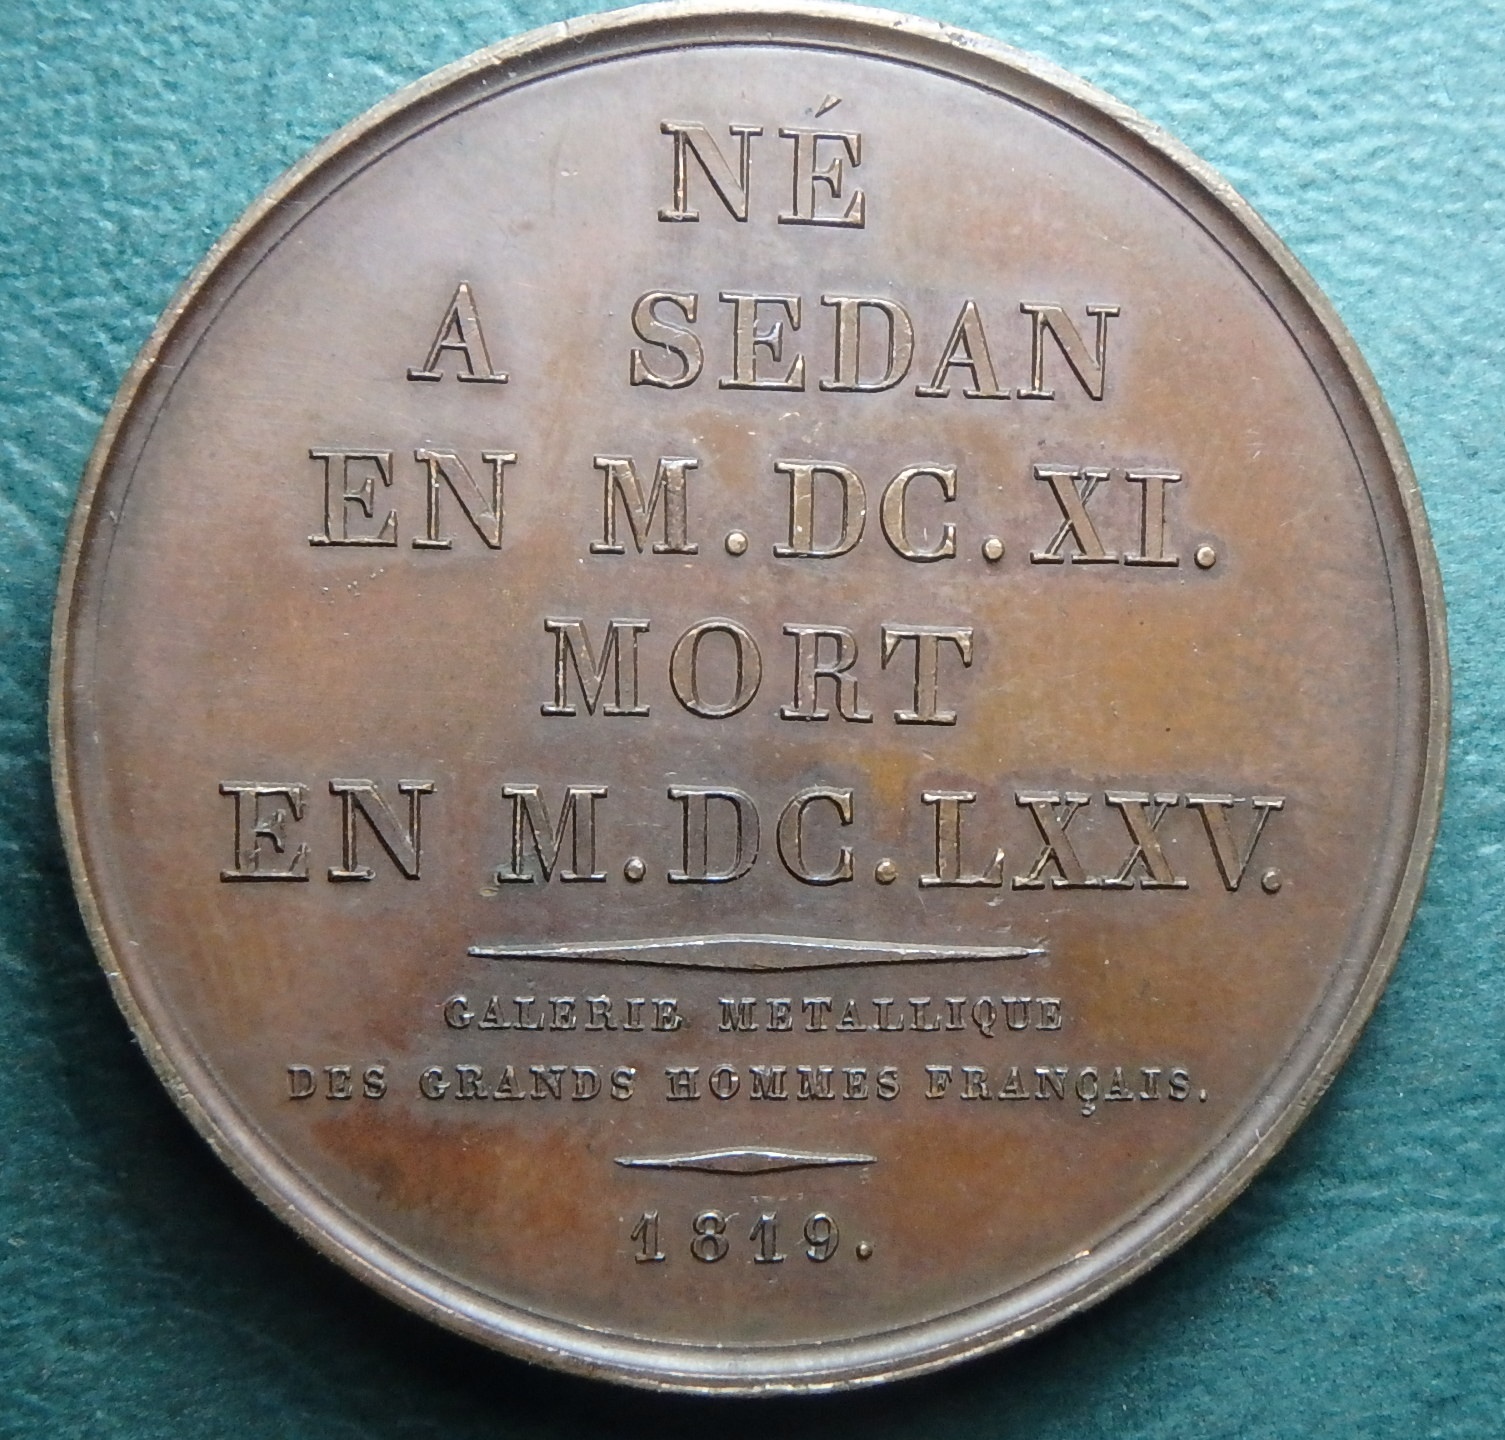 NÉ
A SEDAN
EN M.DC.XI.
MORT
EN M.DC.LXXV.
GALERIE METALLIQUE
DES GRANDS HOMMES FRANÇAIS.
1819.